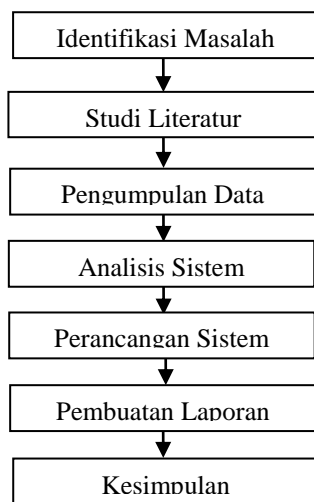 Identifikasi Masalah
Studi Literatur
Pengumpulan Data
Analisis Sistem
Perancangan Sistem
Pembuatan Laporan
Kesimpulan